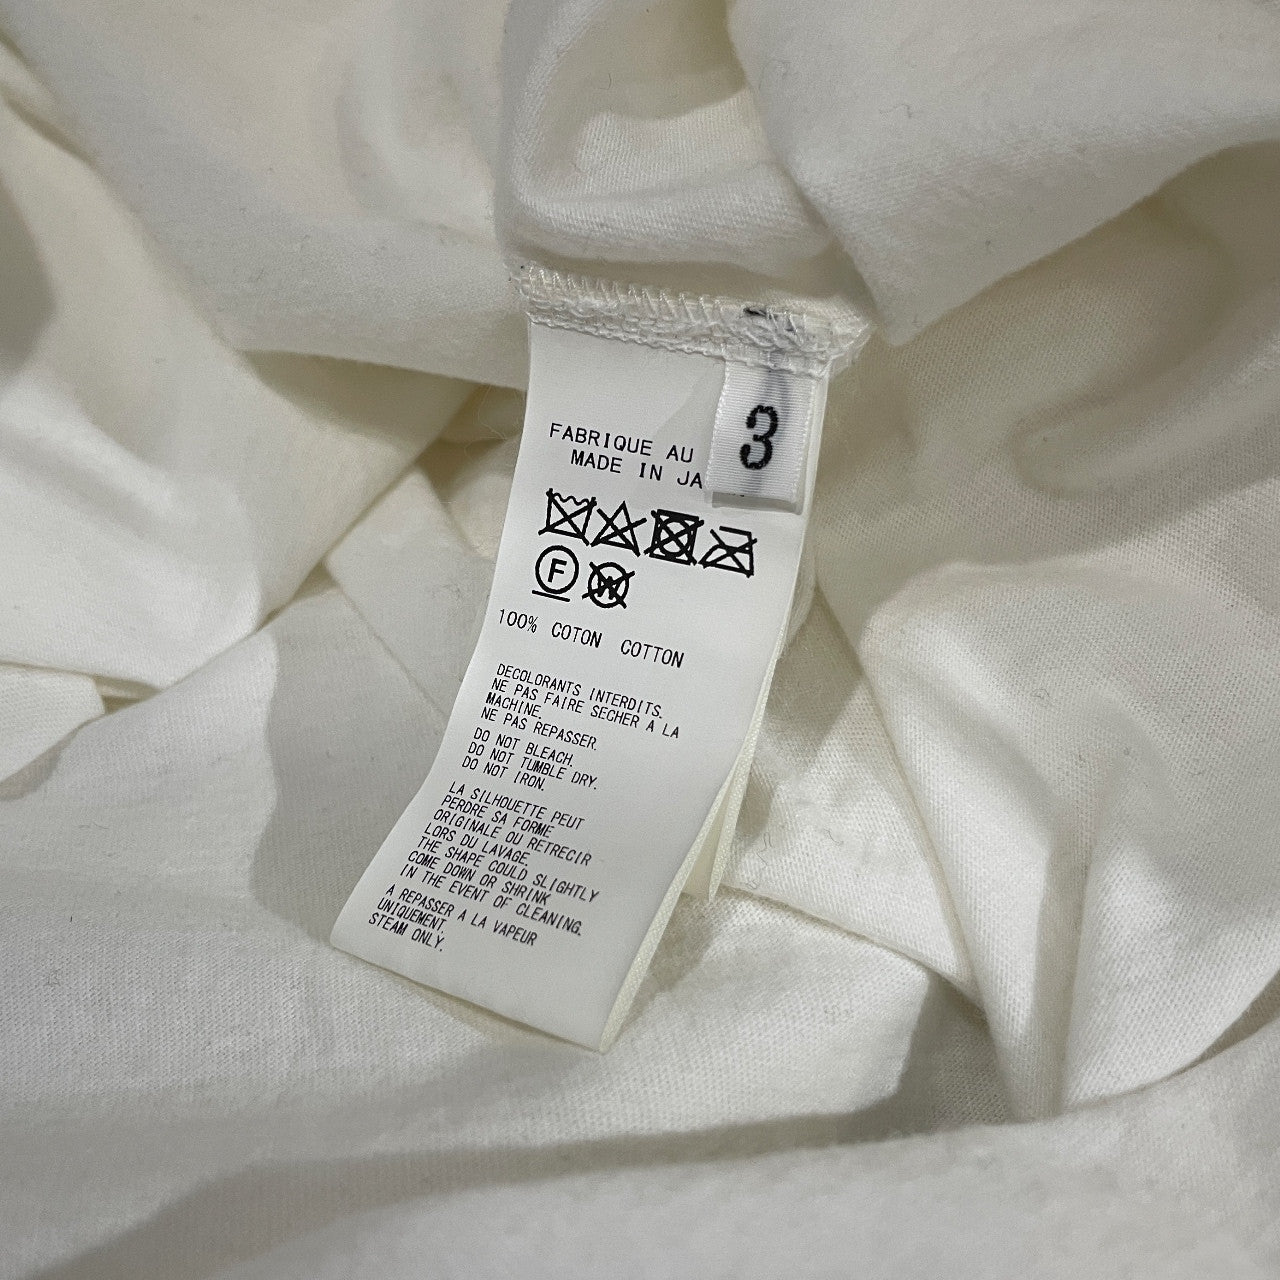 3
FABRIQUE AU
MADE IN JA
F
W
100% COTON COTTON
DECOLORANTS INTERDITS.
NE PAS FAIRE SECHER A LA
MACHINE.
NE PAS REPASSER.
DO NOT BLEACH.
DO NOT TUMBLE DRY.
DO NOT IRON.
LA SILHOUETTE PEUT
PERDRE SA FORME
ORIGINALE OU RETRECIR
LORS DU LAVAGE.
THE SHAPE COULD SLIGHTLY
COME DOWN OR SHRINK
IN THE EVENT OF CLEANING.
A REPASSER A LA VAPEUR
UNIQUEMENT.
STEAM ONLY.